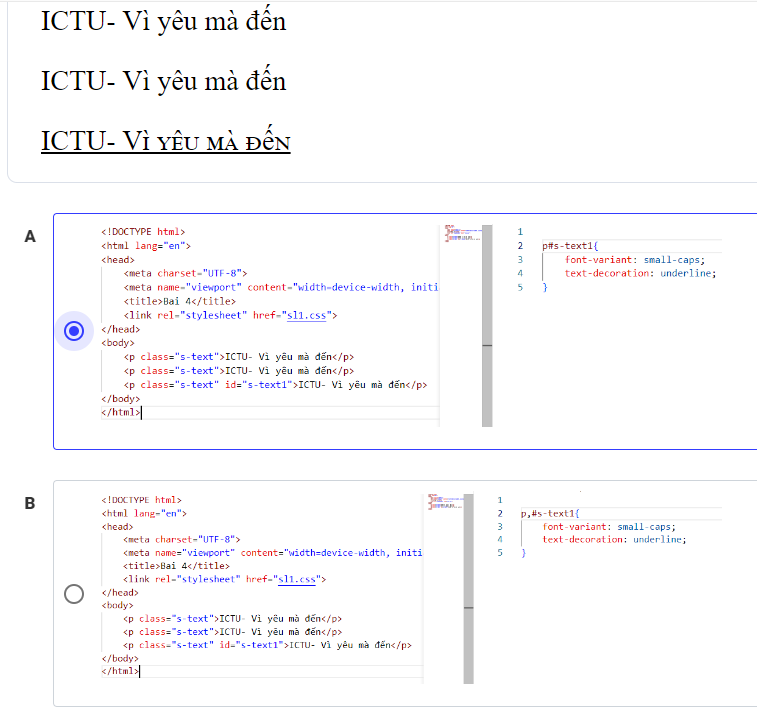 ICTU- Vì yêu mà đến
ICTU- Vì yêu mà đến
ICTU- Vì yêu mà đến
A
<!DOCTYPE html>
<html lang="en">
<head>
<meta charset="UTF-8">
<meta name="viewport" content="width=device-width, initi
<title>Bai 4</title>
<link rel="stylesheet" href="sl1.css">
</head>
<body>
<p class="s-text">ICTU- Vì yêu mà đến</p>
<p class="s-text">ICTU- Vì yêu mà đến</p>
<p class="s-text" id="s-text1">ICTU- Vì yêu mà đến</p>
</body>
</html>
1
2 p#s-text1{
3 font-variant: small-caps;
4 text-decoration: underline;
5 }
B
<!DOCTYPE html>
<html lang="en">
<head>
<meta charset="UTF-8">
<meta name="viewport" content="width=device-width, initi
<title>Bai 4</title>
<link rel="stylesheet" href="sl1.css">
</head>
<body>
<p class="s-text">ICTU- Vì yêu mà đến</p>
<p class="s-text">ICTU- Vì yêu mà đến</p>
<p class="s-text" id="s-text1">ICTU- Vì yêu mà đến</p>
</body>
</html>
1
2 p,#s-text1{
3 font-variant: small-caps;
4 text-decoration: underline;
5 }